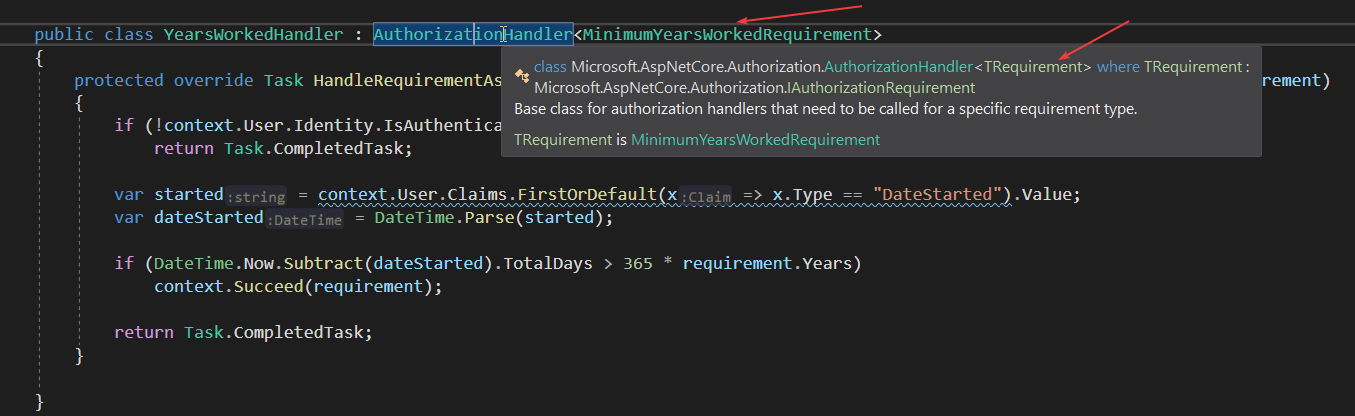 public class YearsWorkedHandler : AuthorizationHandler<MinimumYearsWorkedRequirement>
{
protected override Task HandleRequirementAs
irement)
class Microsoft.AspNetCore.Authorization.AuthorizationHandler<TRequirement> where TRequirement :
Microsoft.AspNetCore.Authorization.IAuthorizationRequirement
Base class for authorization handlers that need to be called for a specific requirement type.
TRequirement is MinimumYearsWorkedRequirement
{
if (!context.User.Identity.IsAuthentica
return Task.CompletedTask;
var started:string = context.User.Claims.FirstOrDefault(x:Claim => x.Type == "DateStarted").Value;
var dateStarted:DateTime = DateTime.Parse(started);
if (DateTime.Now.Subtract(dateStarted).TotalDays > 365 * requirement.Years)
context.Succeed(requirement);
return Task.CompletedTask;
}
}